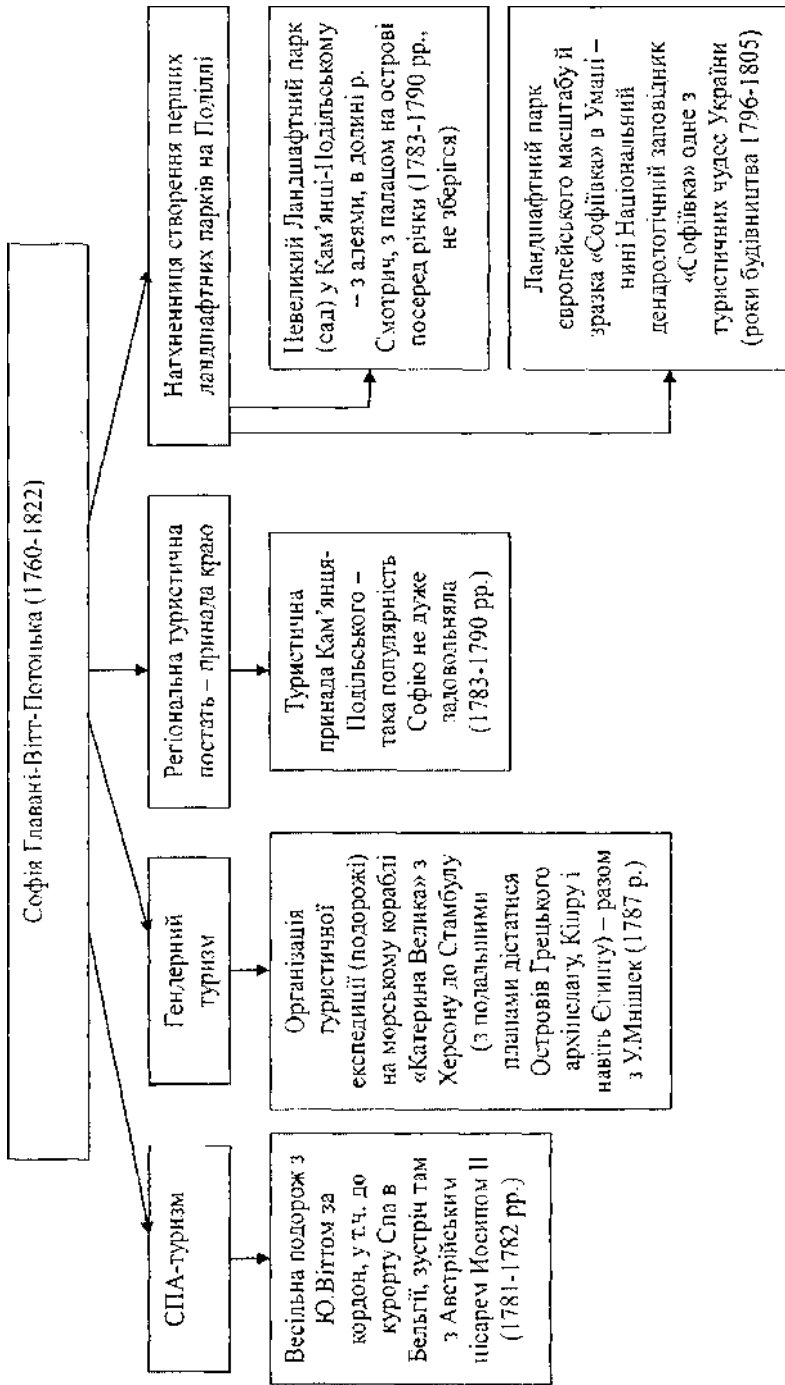 Софія Главані-Вітт-Потоцька (1760-1822)
СПА-туризм
Весільна подорож з
Ю.Віттом за
кордон, у т.ч. до
курорту Спа в
Бельгії, зустріч там
з Австрійським
цісарем Йосипом ІІ
(1781-1782 рр.)
Гендерний
туризм
Організація
туристичної
експедиції (подорожі)
на морському кораблі
«Катерина Велика» з
Херсону до Стамбулу
(з подальшими
планами дістатися
Островів Грецького
архіпелагу, Кіпру і
навіть Єгипту) – разом
з У.Мнішек (1787 р.)
Регіональна туристична
постать – принада краю
Туристична
принада Кам’янця-
Подільського –
така популярність
Софію не дуже
задовольняла
(1783-1790 рр.)
Натхненниця створення перших
ландшафтних парків на Поділлі
Невеликий Ландшафтний парк
(сад) у Кам’янці-Подільському
– з алеями, в долині р.
Смотрич, з палацом на острові
посеред річки (1783-1790 рр.,
не зберігся)
Ландшафтний парк
європейського масштабу й
зразка «Софіївка» в Умані –
нині Національний
дендрологічний заповідник
«Софіївка» одне з
туристичних чудес України
(роки будівництва 1796-1805)